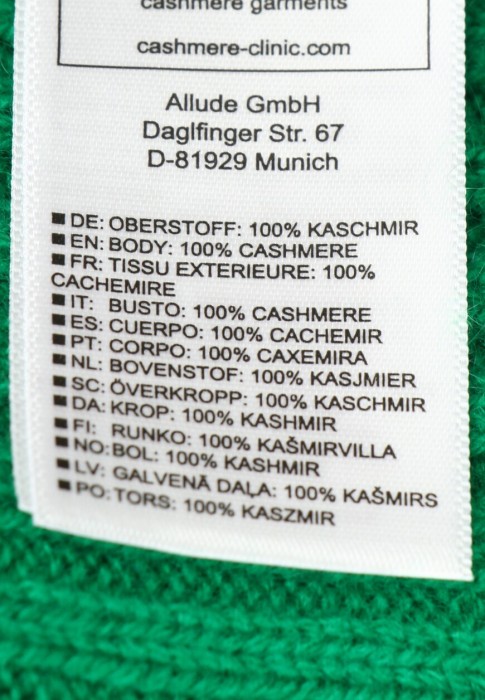 cashmere garments
cashmere-clinic.com
Allude GmbH
Daglfinger Str. 67
D-81929 Munich
■ DE: OBERSTOFF: 100% KASCHMIR
■ EN: BODY: 100% CASHMERE
■ FR: TISSU EXTERIEURE: 100%
CACHEMIRE
■ IT: BUSTO: 100% CASHMERE
■ ES: CUERPO: 100% CACHEMIR
■ PT: CORPO: 100% CAXEMIRA
■ NL: BOVENSTOF: 100% KASJMIER
■ SC: ÖVERKROPP: 100% KASCHMIR
■ DA: KROP: 100% KASHMIR
■ FI: RUNKO: 100% KAŠMIRVILLA
■ NO: BOL: 100% KASHMIR
■ LV: GALVENĀ DAĻA: 100% KAŠMIRS
■ PO: TORS: 100% KASZMIR